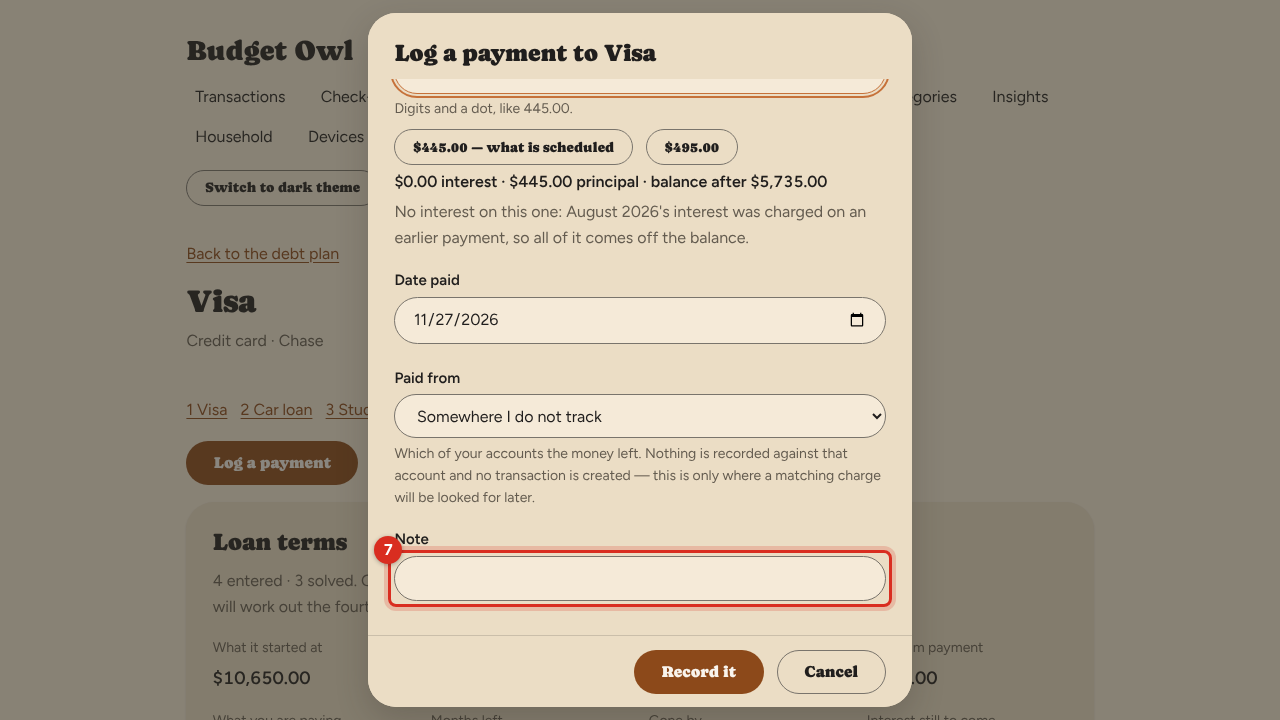 Budget Owl
Log a payment to Visa
Transactions
Insights
Digits and a dot, like 445.00.
Household Devices
$445.00 — what is scheduled $495.00
Switch to dark theme
$0.00 interest · $445.00 principal · balance after $5,735.00
No interest on this one: August 2026's interest was charged on an
earlier payment, so all of it comes off the balance.
Back to the debt plan
Visa
Credit card · Chase
Date paid
11/27/2026
Paid from
Somewhere I do not track
1 Visa 2 Car loan 3
Which of your accounts the money left. Nothing is recorded against that
account and no transaction is created — this is only where a matching charge
will be looked for later.
Log a payment
Note
7
Loan terms
4 entered · 3 solved.
will work out the
What it started at
payment
$10,650.00
.00
Record it Cancel